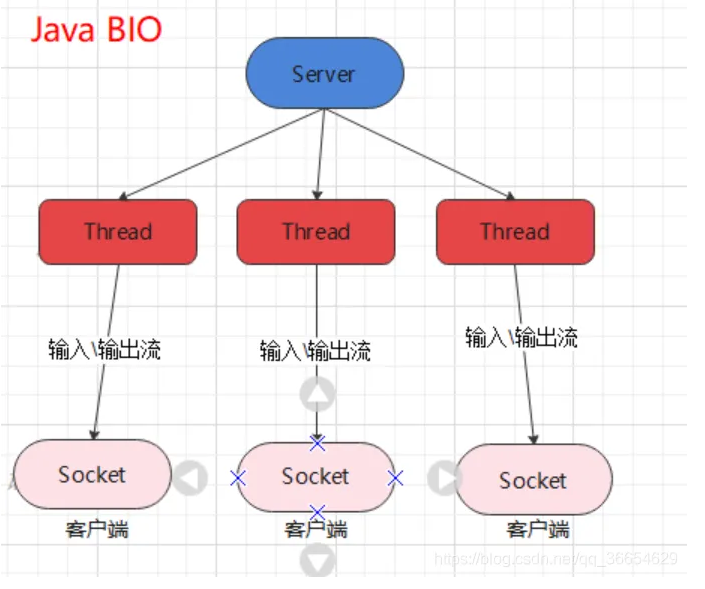 Java BIO
Server
Thread
Thread
Thread
输入\输出流
输入\输出流
输入\输出流
Socket
Socket
Socket
客户端
客户端
客户端
https://blog.csdn.net/qq_36654629